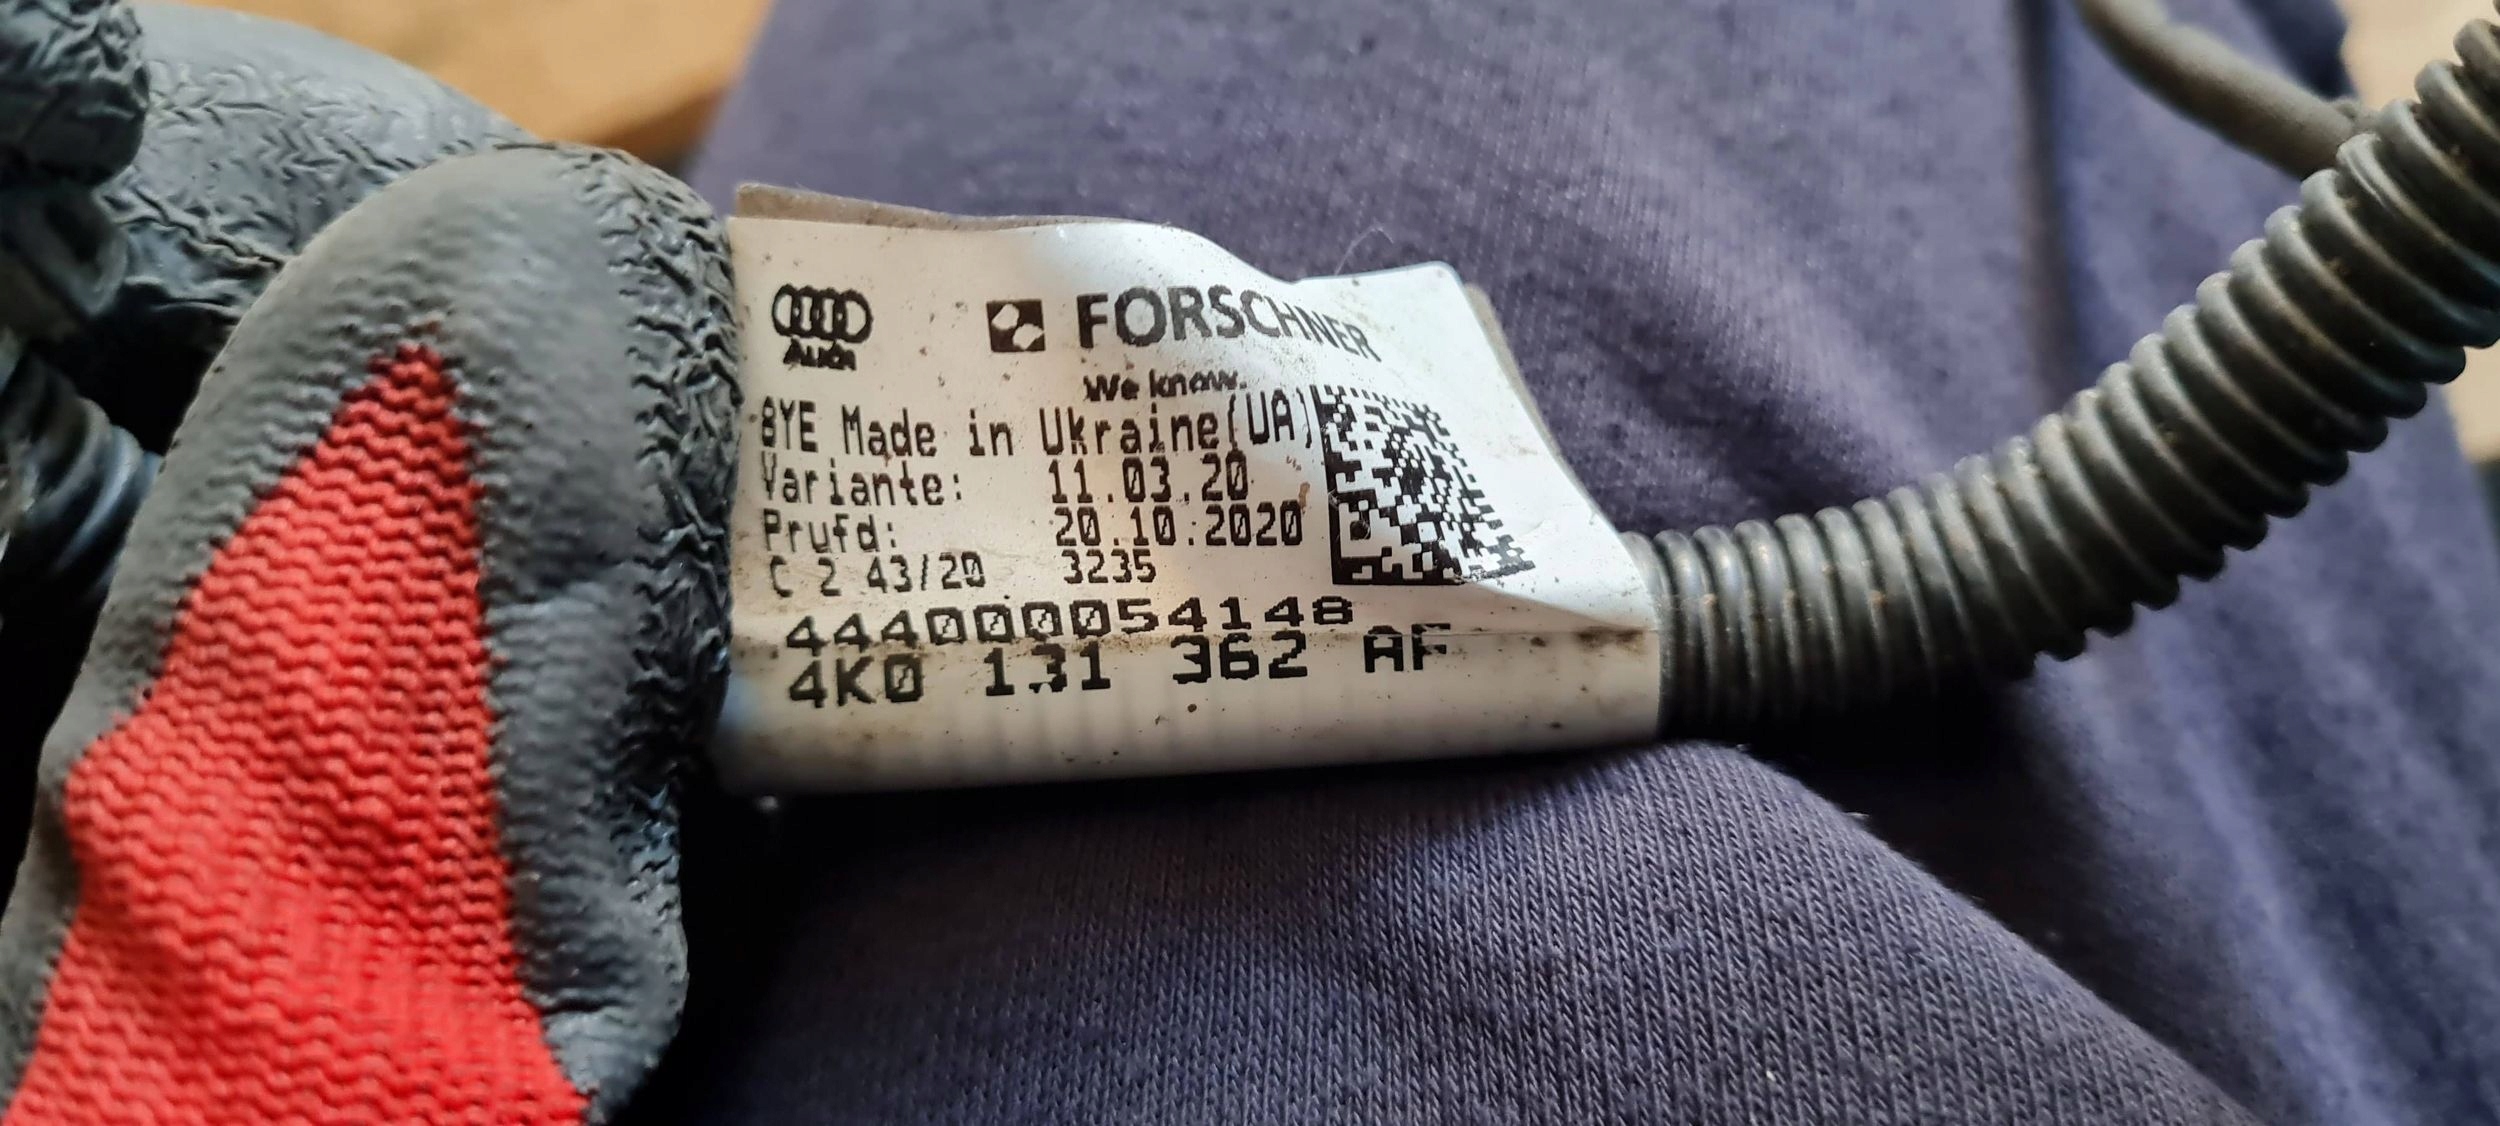 Audi
FORSCHNER
We know.
8YE Made in Ukraine(UA)
Variante: 11.03.20
Prufd: 20.10.2020
C 2 43/20 3235
444000054148
4K0 131 362 AF